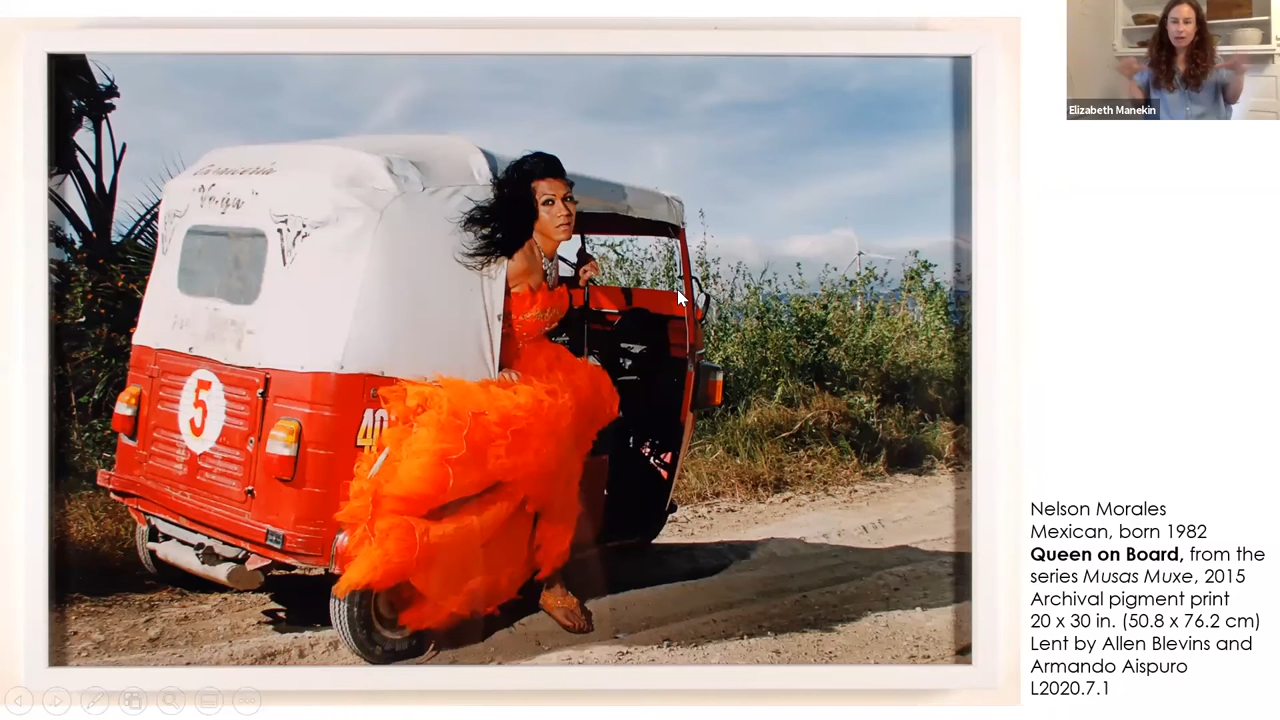 Elizabeth Manekin
Carniceria
"Vega"
5
40
Nelson Morales
Mexican, born 1982
Queen on Board, from the
series Musas Muxe, 2015
Archival pigment print
20 x 30 in. (50.8 x 76.2 cm)
Lent by Allen Blevins and
Armando Aispuro
L2020.7.1